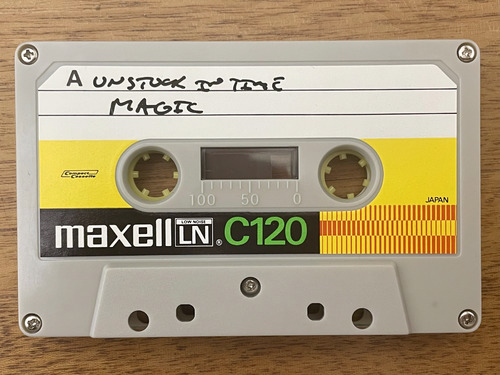 A UNSTUCK IN TIME
MAGIC
Compact Cassette
100 50 0
JAPAN
maxell LOW NOISE LN ® C120